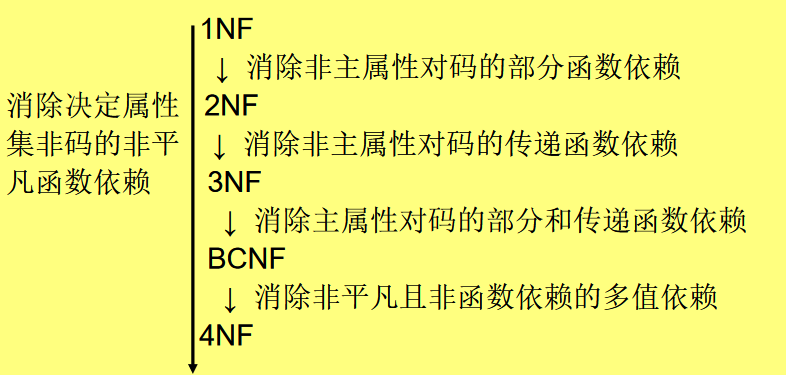 1NF
↓ 消除非主属性对码的部分函数依赖
消除决定属性
集非码的非平
凡函数依赖
2NF
↓ 消除非主属性对码的传递函数依赖
3NF
↓ 消除主属性对码的部分和传递函数依赖
BCNF
↓ 消除非平凡且非函数依赖的多值依赖
4NF